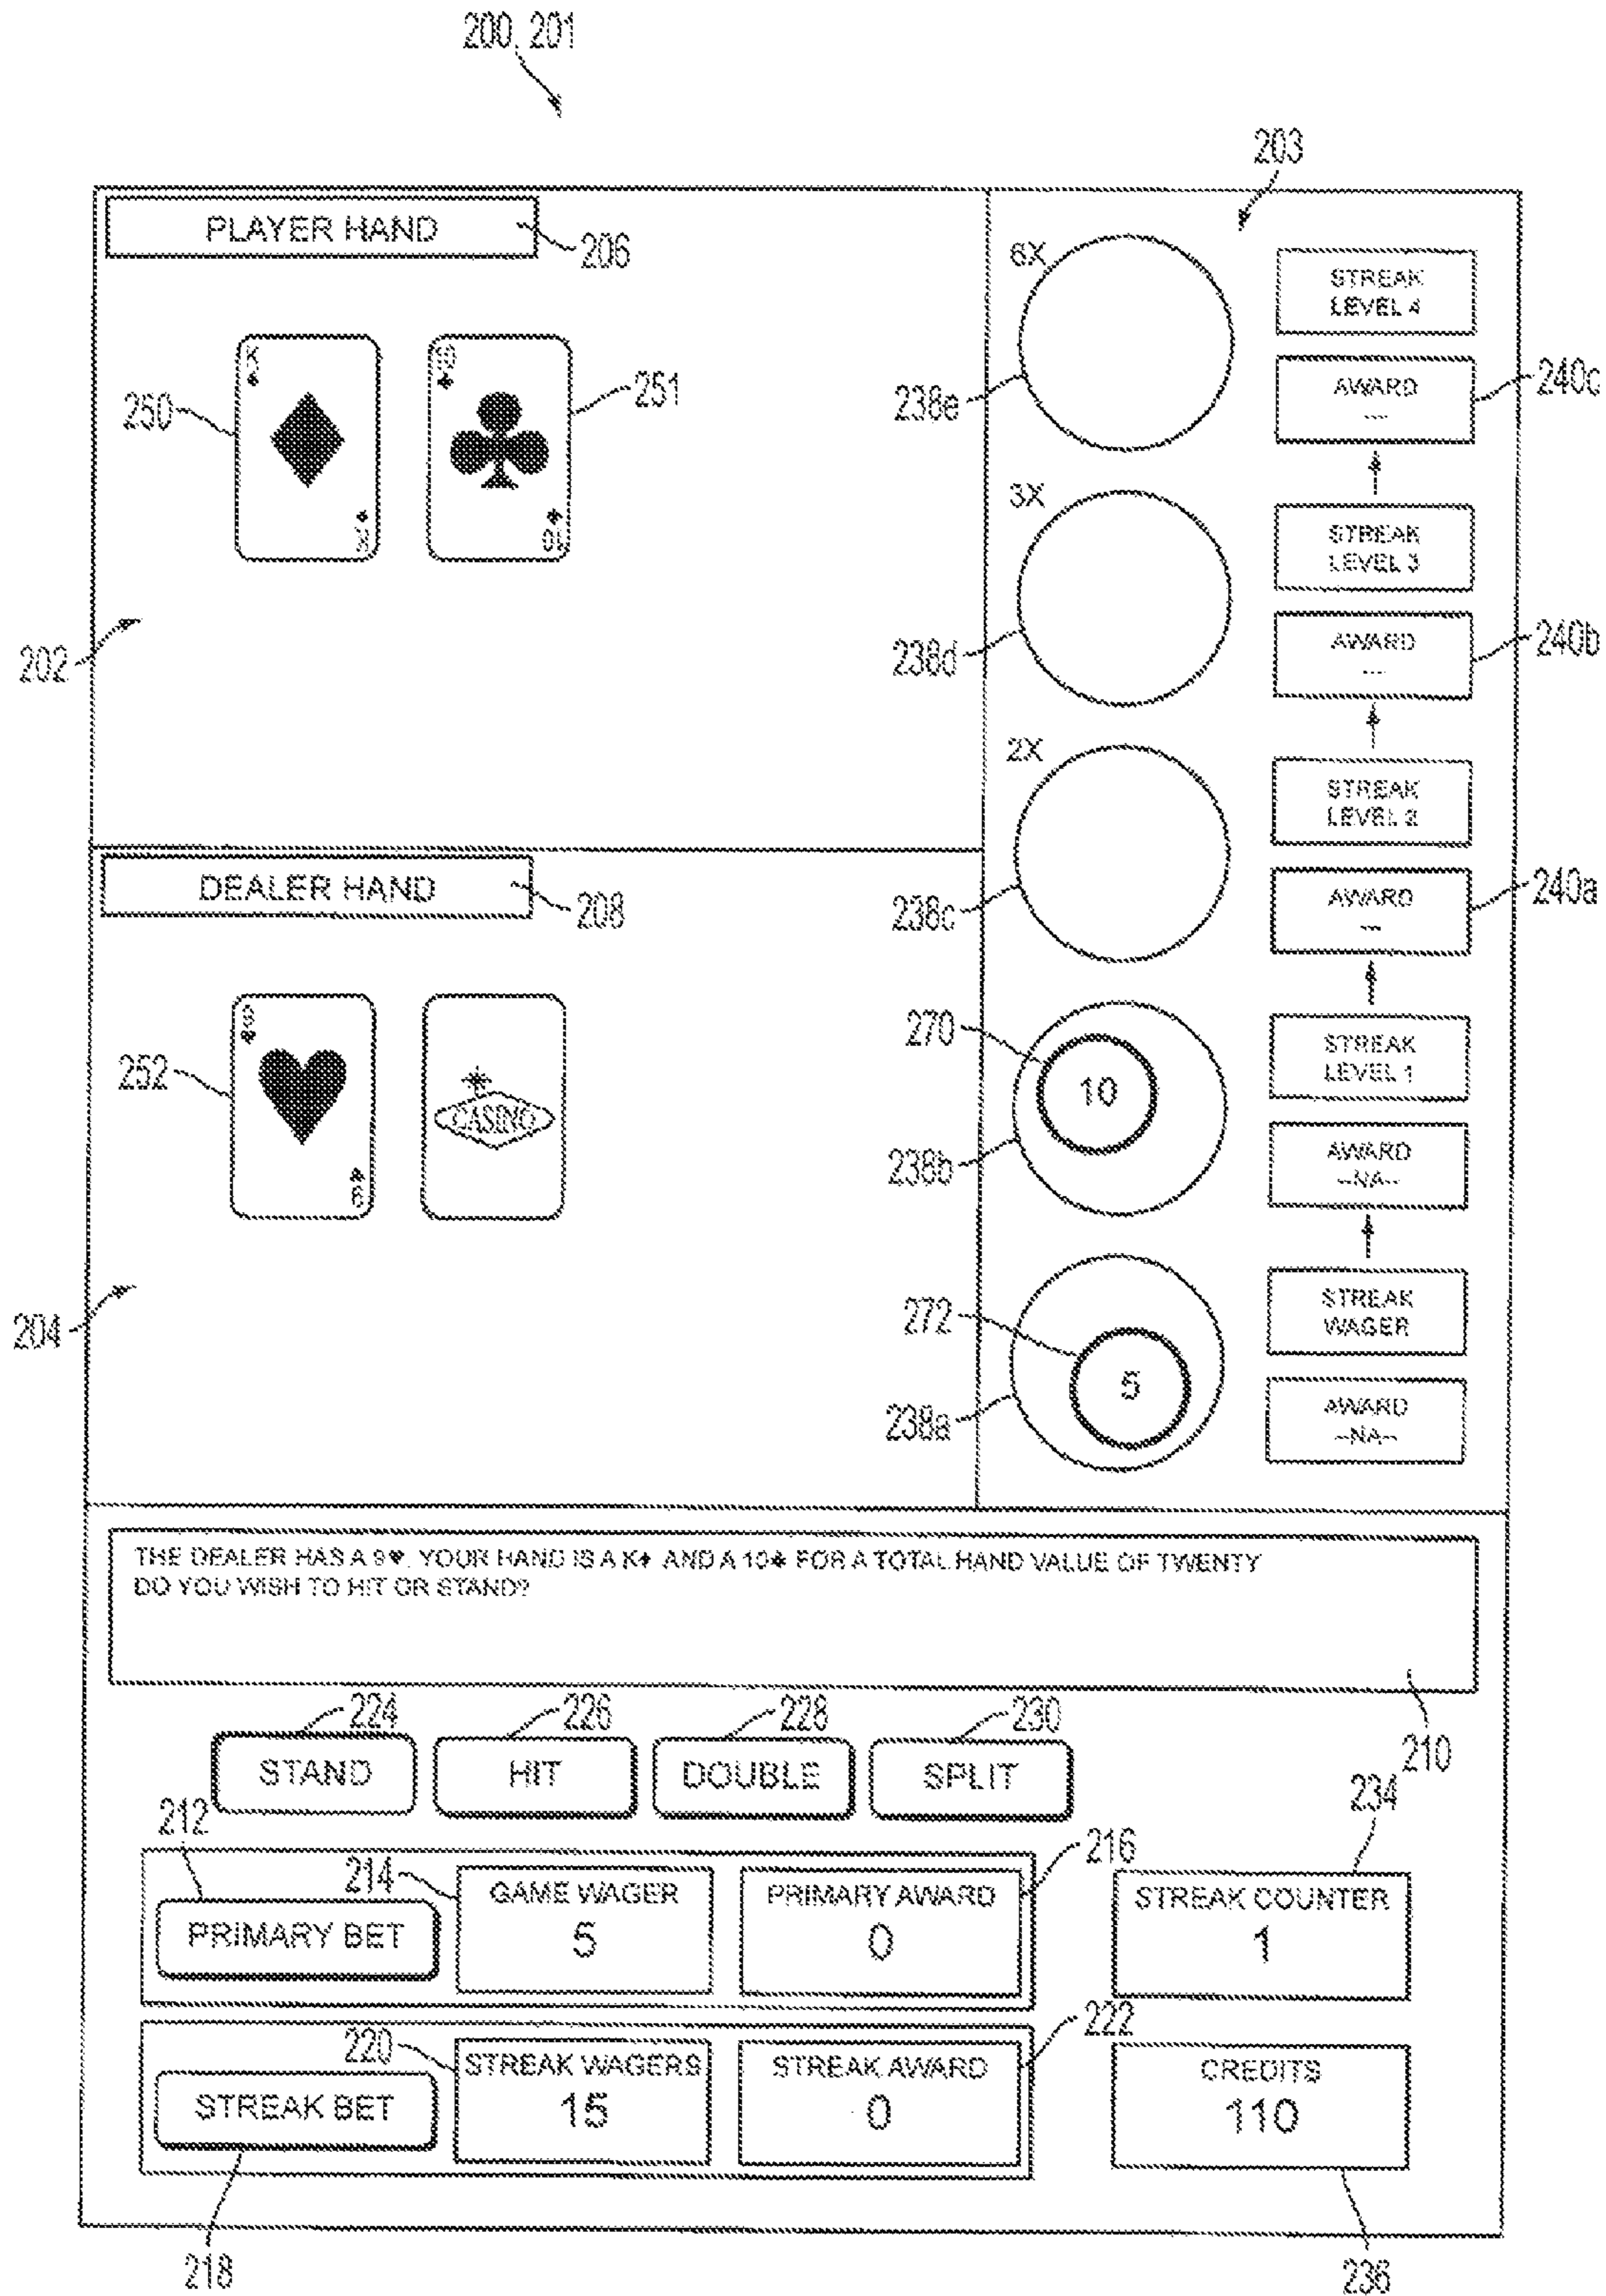 200, 201
203
PLAYER HAND
206
K
10
250
251
K
10
202
6X
238e
STREAK
LEVEL 4
AWARD
----
240c
3X
238d
STREAK
LEVEL 3
AWARD
----
240b
2X
238c
STREAK
LEVEL 2
AWARD
---
240a
DEALER HAND
208
9
252
9
CASINO
204
270
10
238b
STREAK
LEVEL 1
AWARD
--NA--
272
5
238a
STREAK
WAGER
AWARD
--NA--
THE DEALER HAS A 9♥. YOUR HAND IS A K♦ AND A 10♣ FOR A TOTAL HAND VALUE OF TWENTY
DO YOU WISH TO HIT OR STAND?
210
224
226
228
230
STAND
HIT
DOUBLE
SPLIT
212
214
216
234
PRIMARY BET
GAME WAGER
5
PRIMARY AWARD
0
STREAK COUNTER
1
220
222
STREAK BET
STREAK WAGERS
15
STREAK AWARD
0
CREDITS
110
218
236